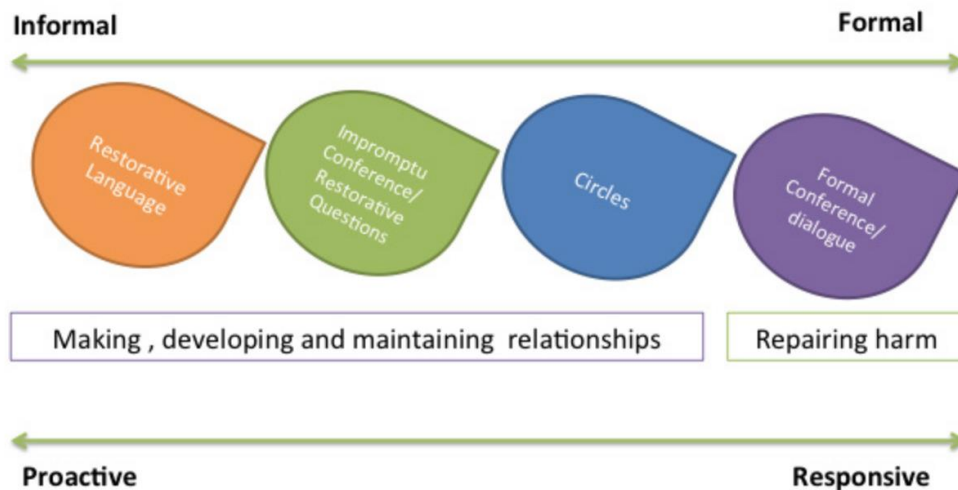 Informal
Formal
Restorative
Language
Impromptu
Conference/
Restorative
Questions
Circles
Formal
Conference/
dialogue
Making , developing and maintaining relationships
Repairing harm
Proactive
Responsive